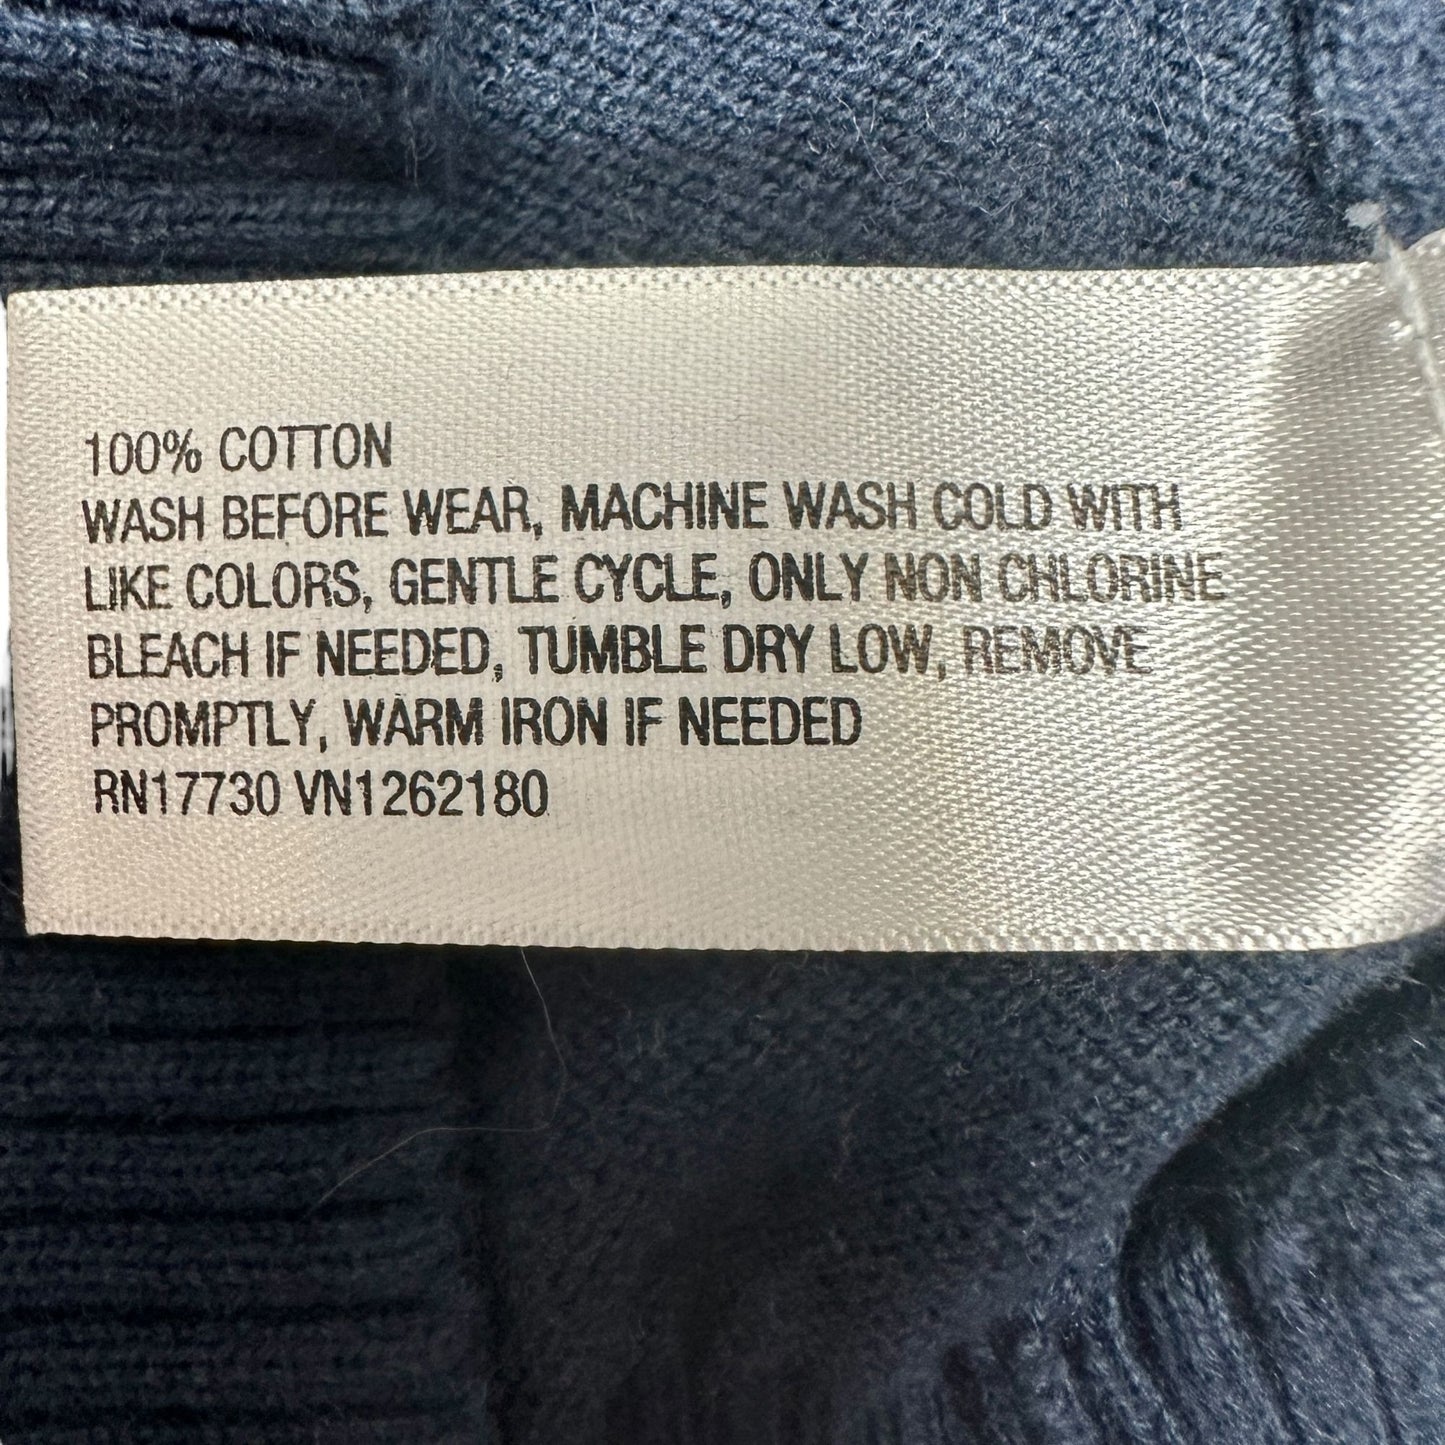 100% COTTON
WASH BEFORE WEAR, MACHINE WASH COLD WITH
LIKE COLORS, GENTLE CYCLE, ONLY NON CHLORINE
BLEACH IF NEEDED, TUMBLE DRY LOW, REMOVE
PROMPTLY, WARM IRON IF NEEDED
RN17730 VN1262180